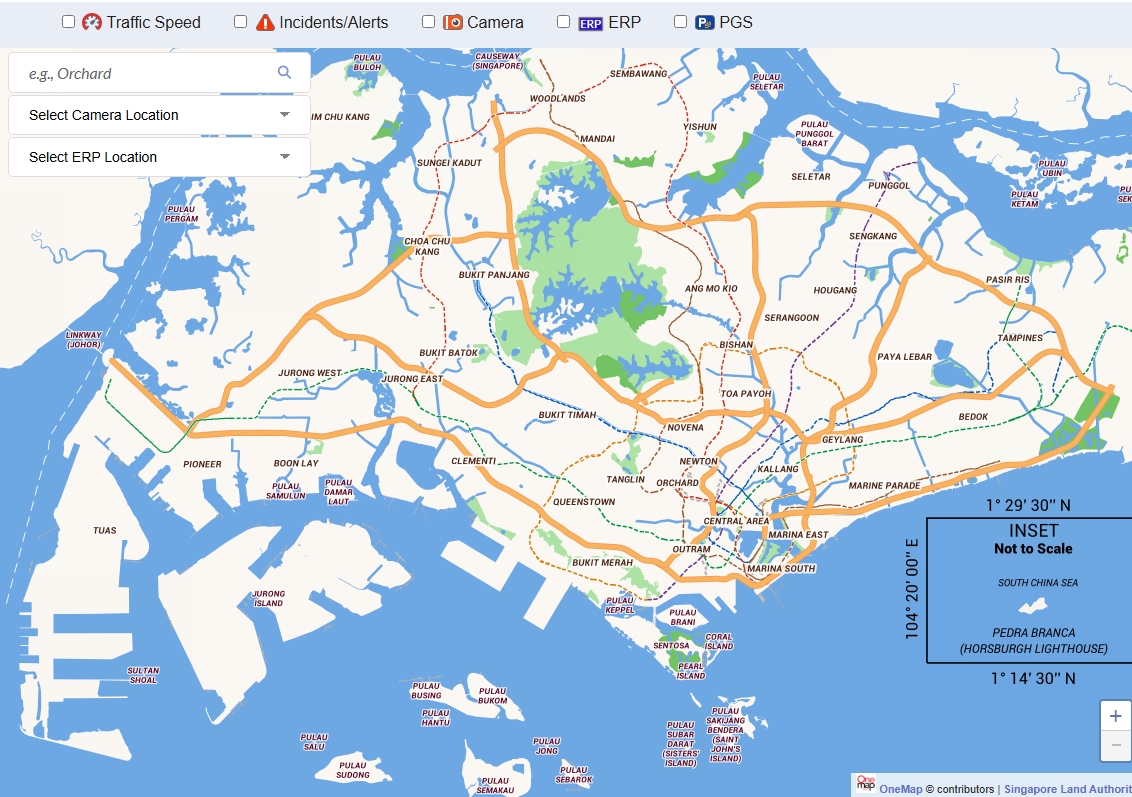 Traffic Speed
Incidents/Alerts
Camera
ERP
ERP
PGS
e.g., Orchard
Select Camera Location
Select ERP Location
PULAU
BULOH
CAUSEWAY
(SINGAPORE)
SEMBAWANG
PULAU
SELETAR
WOODLANDS
IM CHU KANG
MANDAI
YISHUN
PULAU
PUNGGOL
BARAT
SUNGEI KADUT
SELETAR
PUNGGOL
PULAU
UBIN
PULAU
KETAM
PU
SEK
PULAU
PERGAM
CHOA CHU
KANG
SENGKANG
BUKIT PANJANG
ANG MO KIO
HOUGANG
PASIR RIS
SERANGOON
LINKWAY
(JOHOR)
TAMPINES
BISHAN
BUKIT BATOK
PAYA LEBAR
JURONG WEST
JURONG EAST
TOA PAYOH
BUKIT TIMAH
BEDOK
NOVENA
GEYLANG
PIONEER
BOON LAY
CLEMENTI
NEWTON
KALLANG
TANGLIN
ORCHARD
MARINE PARADE
PULAU
SAMULUN
PULAU
DAMAR
LAUT
QUEENSTOWN
CENTRAL AREA
TUAS
MARINA EAST
OUTRAM
BUKIT MERAH
MARINA SOUTH
1° 29' 30" N
104° 20' 00" E
INSET
Not to Scale
SOUTH CHINA SEA
PEDRA BRANCA
(HORSBURGH LIGHTHOUSE)
1° 14' 30" N
JURONG
ISLAND
PULAU
KEPPEL
PULAU
BRANI
SENTOSA
CORAL
ISLAND
PEARL
ISLAND
SULTAN
SHOAL
PULAU
BUSING
PULAU
BUKOM
PULAU
HANTU
PULAU
SUBAR
DARAT
(SISTERS'
ISLAND)
PULAU
SAKIJANG
BENDERA
(SAINT
JOHN'S
ISLAND)
PULAU
SALU
PULAU
JONG
PULAU
SUDONG
PULAU
SEBAROK
PULAU
SEMAKAU
+
−
One
map
OneMap © contributors | Singapore Land Authorit